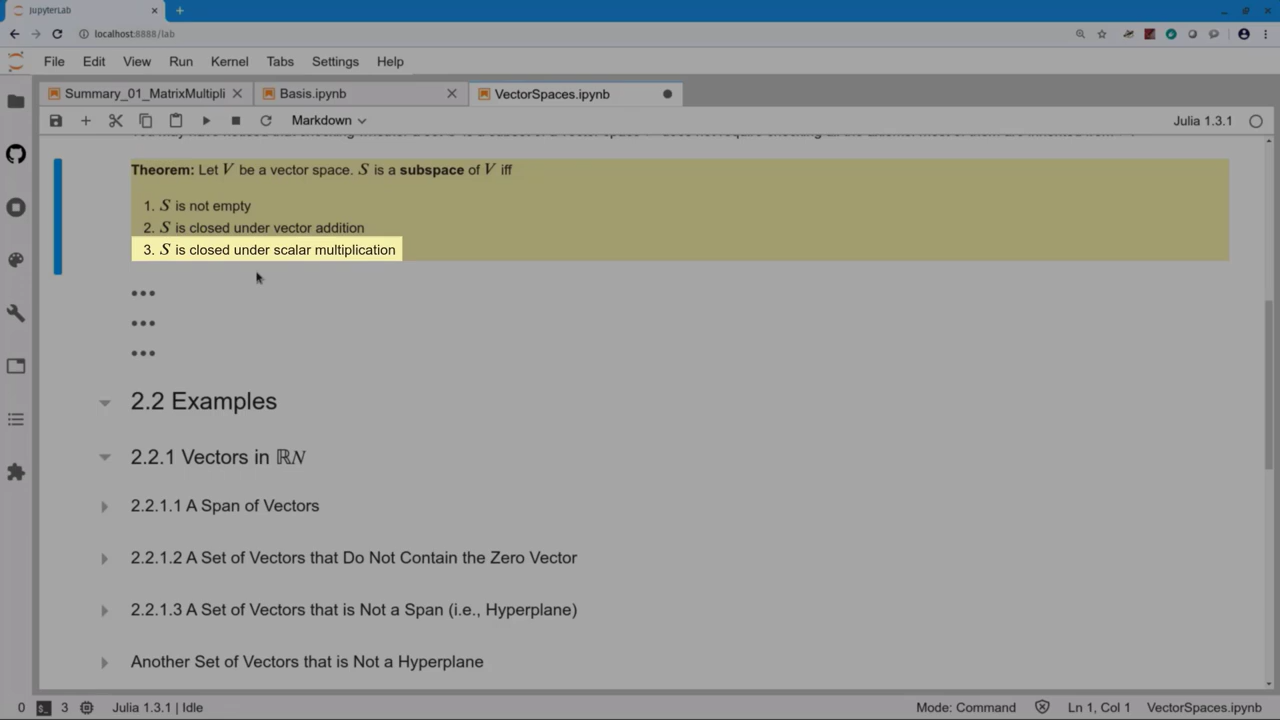 JupyterLab
localhost:8888/lab
File Edit View Run Kernel Tabs Settings Help
Summary_01_MatrixMultipli Basis.ipynb VectorSpaces.ipynb
Markdown Julia 1.3.1
Theorem: Let V be a vector space. S is a subspace of V iff
1. S is not empty
2. S is closed under vector addition
3. S is closed under scalar multiplication
•••
•••
•••
2.2 Examples
2.2.1 Vectors in ℝN
2.2.1.1 A Span of Vectors
2.2.1.2 A Set of Vectors that Do Not Contain the Zero Vector
2.2.1.3 A Set of Vectors that is Not a Span (i.e., Hyperplane)
Another Set of Vectors that is Not a Hyperplane
0 3 Julia 1.3.1 | Idle Mode: Command Ln 1, Col 1 VectorSpaces.ipynb